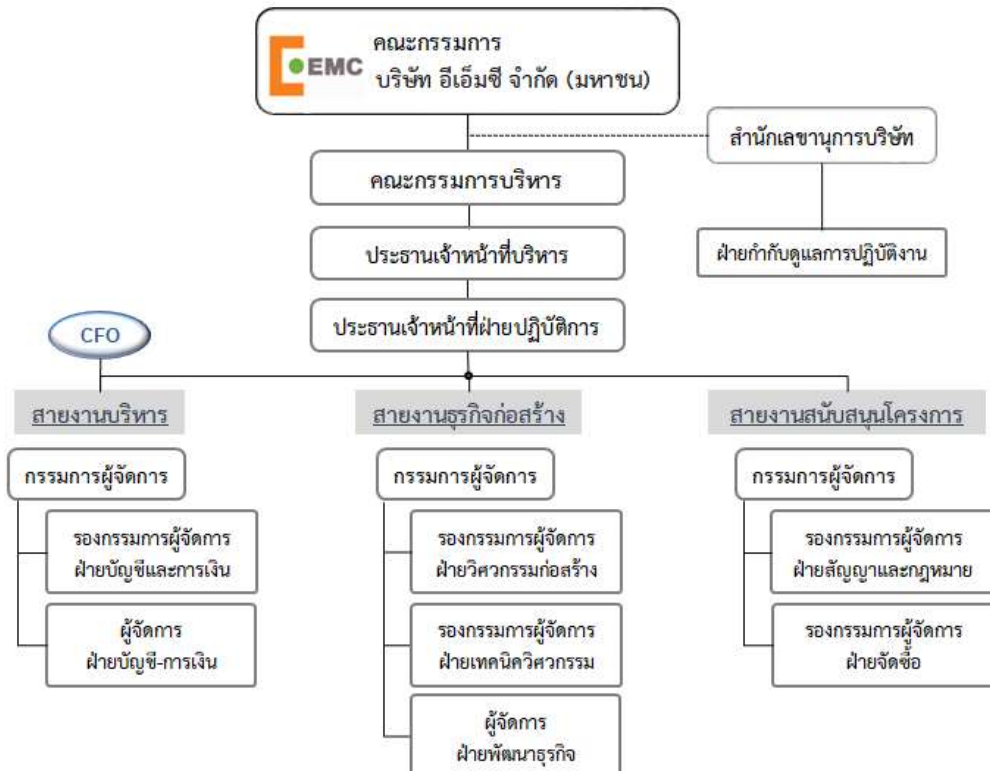 EMC
คณะกรรมการ
บริษัท อีเอ็มซี จำกัด (มหาชน)
สำนักเลขานุการบริษัท
คณะกรรมการบริหาร
ประธานเจ้าหน้าที่บริหาร
ฝ่ายกำกับดูแลการปฏิบัติงาน
ประธานเจ้าหน้าที่ฝ่ายปฏิบัติการ
CFO
สายงานบริหาร
กรรมการผู้จัดการ
รองกรรมการผู้จัดการ
ฝ่ายบัญชีและการเงิน
ผู้จัดการ
ฝ่ายบัญชี-การเงิน
สายงานธุรกิจก่อสร้าง
กรรมการผู้จัดการ
รองกรรมการผู้จัดการ
ฝ่ายวิศวกรรมก่อสร้าง
รองกรรมการผู้จัดการ
ฝ่ายเทคนิควิศวกรรม
ผู้จัดการ
ฝ่ายพัฒนาธุรกิจ
สายงานสนับสนุนโครงการ
กรรมการผู้จัดการ
รองกรรมการผู้จัดการ
ฝ่ายสัญญาและกฎหมาย
รองกรรมการผู้จัดการ
ฝ่ายจัดซื้อ